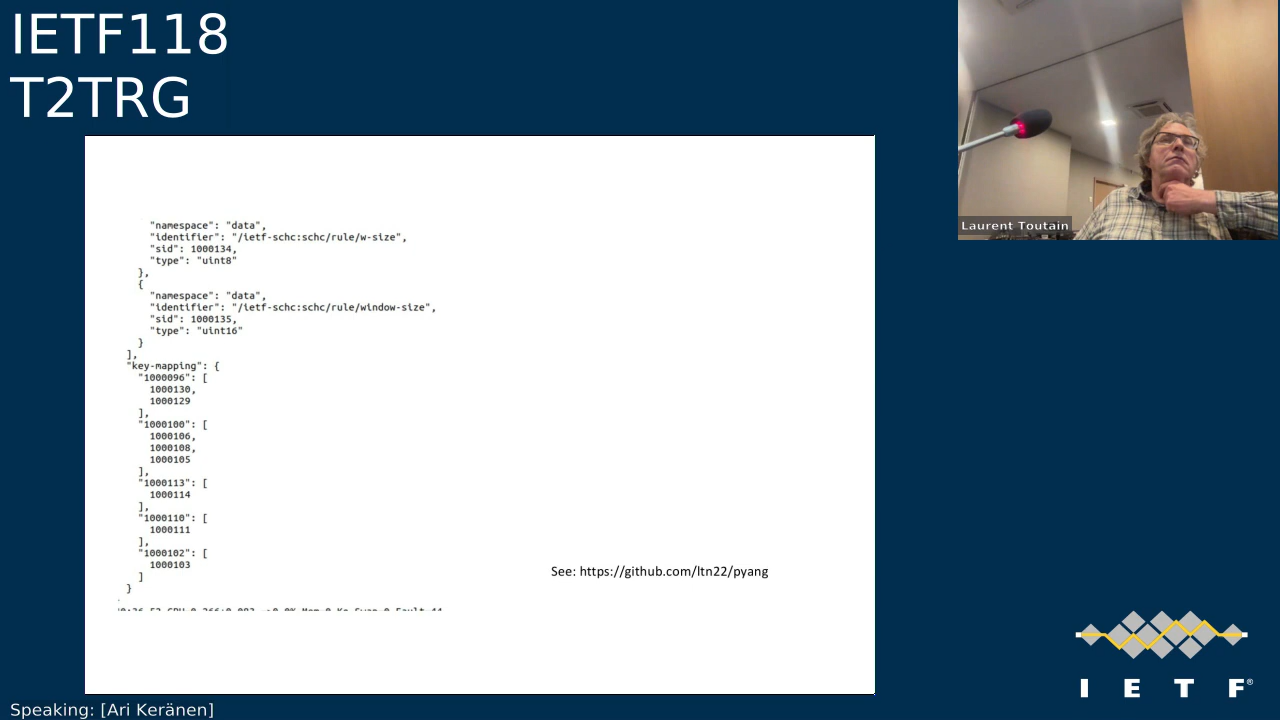 IETF118
T2TRG
Laurent Toutain
"namespace": "data",
"identifier": "/ietf-schc:schc/rule/w-size",
"sid": 1000134,
"type": "uint8"
},
{
"namespace": "data",
"identifier": "/ietf-schc:schc/rule/window-size",
"sid": 1000135,
"type": "uint16"
}
],
"key-mapping": {
"1000096": [
1000130,
1000129
],
"1000100": [
1000106,
1000108,
1000105
],
"1000113": [
1000114
],
"1000110": [
1000111
],
"1000102": [
1000103
]
}
See: https://github.com/ltn22/pyang
I E T F®
Speaking: [Ari Keränen]